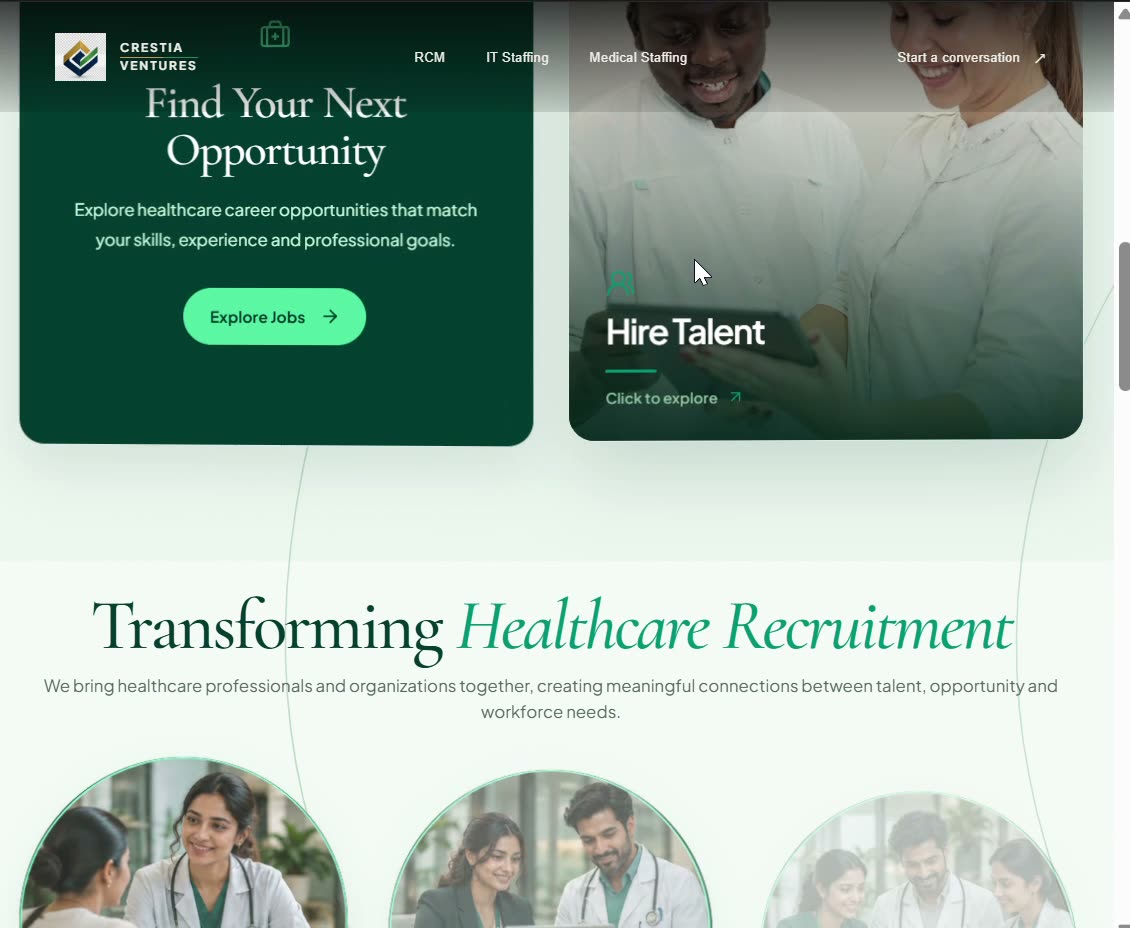 CRESTIA
VENTURES
RCM
IT Staffing
Medical Staffing
Start a conversation ↗
Find Your Next
Opportunity
Explore healthcare career opportunities that match
your skills, experience and professional goals.
Explore Jobs →
Hire Talent
Click to explore ↗
Transforming Healthcare Recruitment
We bring healthcare professionals and organizations together, creating meaningful connections between talent, opportunity and
workforce needs.